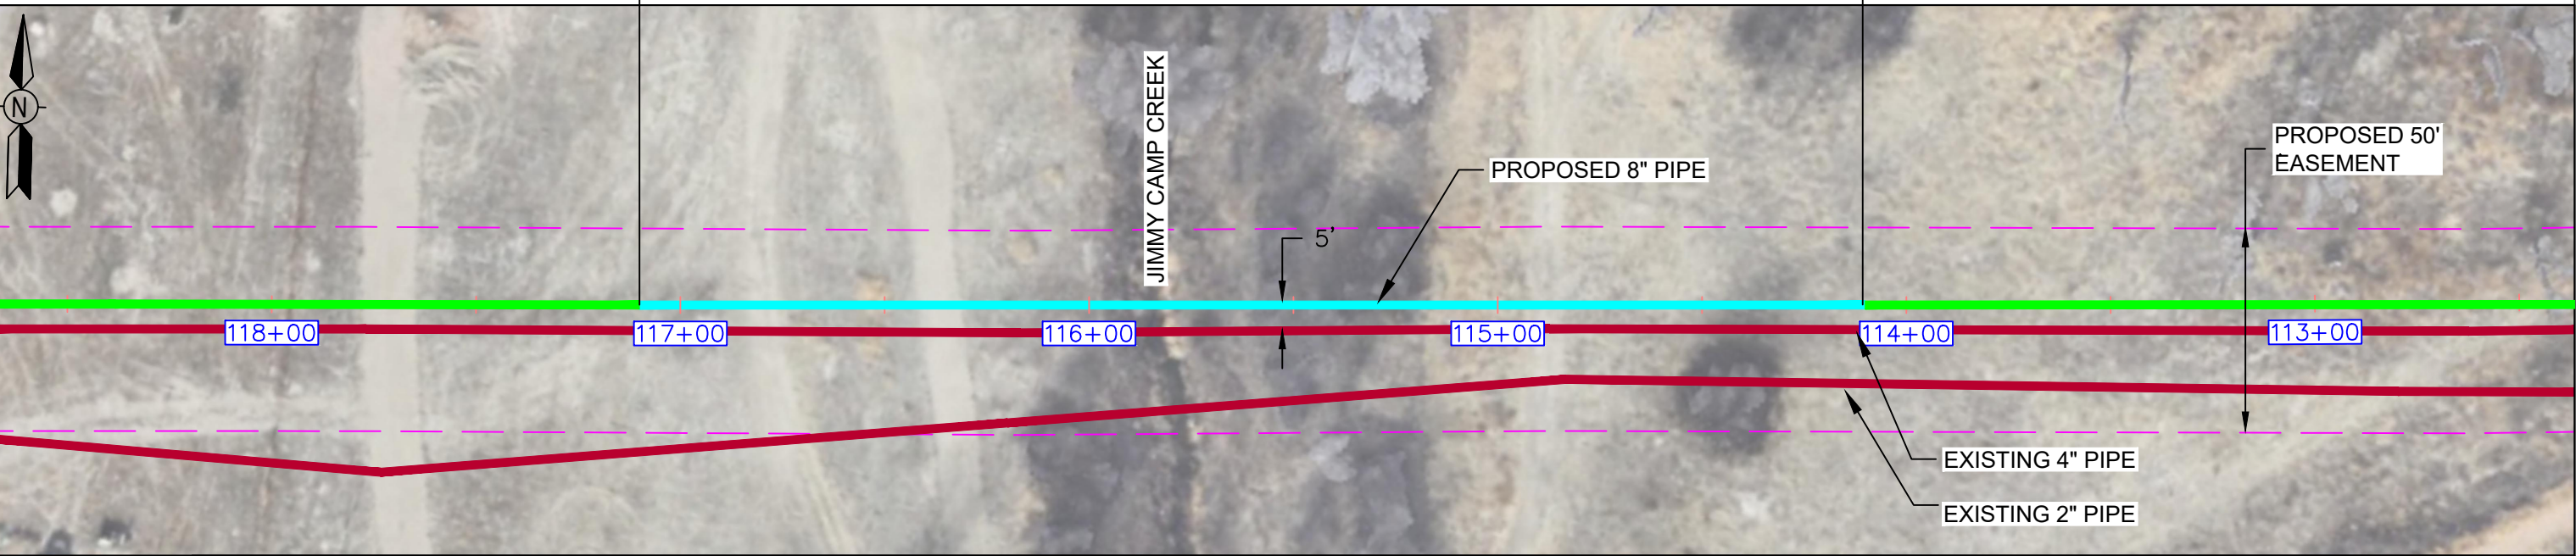 N
JIMMY CAMP CREEK
PROPOSED 8" PIPE
PROPOSED 50'
EASEMENT
5'
118+00
117+00
116+00
115+00
114+00
113+00
EXISTING 4" PIPE
EXISTING 2" PIPE